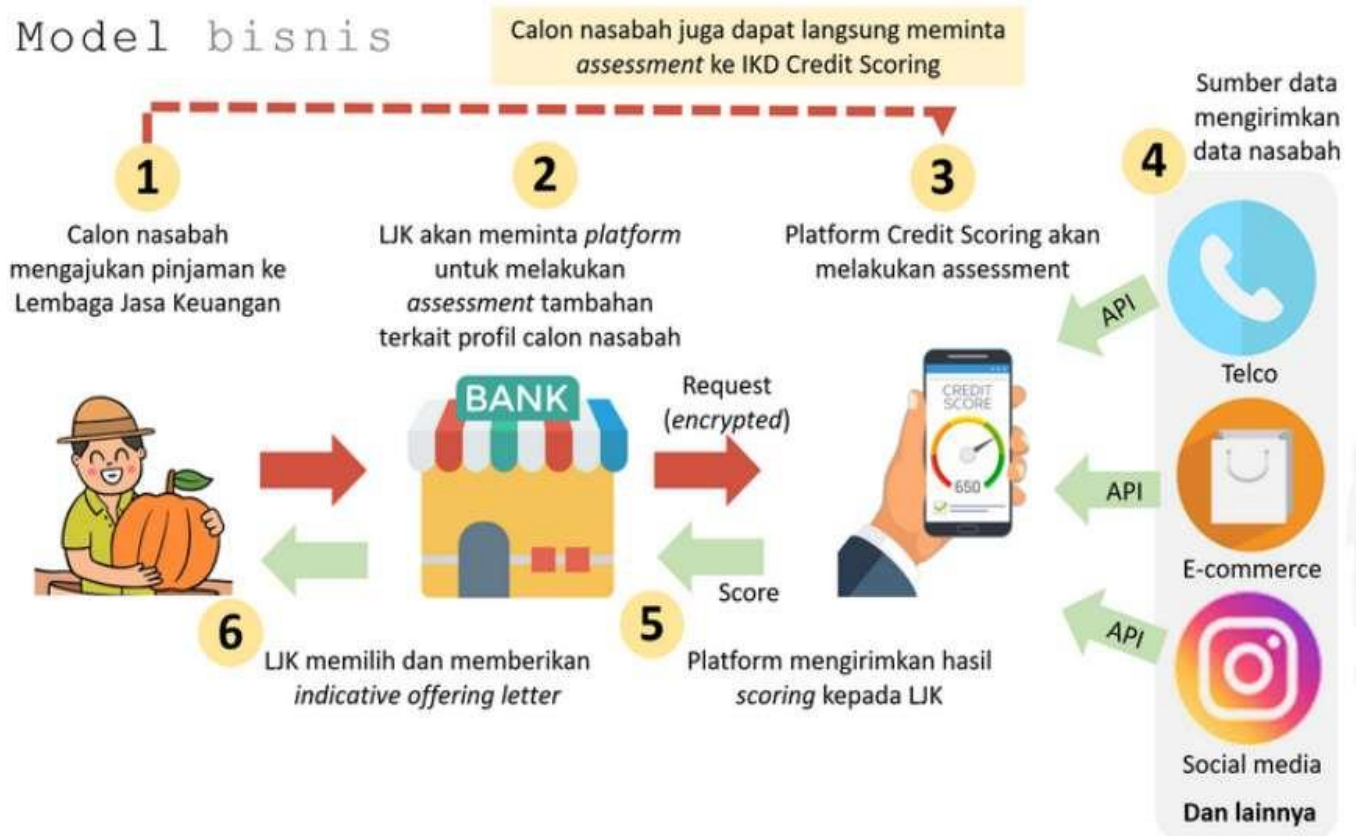 Model bisnis
Calon nasabah juga dapat langsung meminta
assessment ke IKD Credit Scoring
1
Calon nasabah
mengajukan pinjaman ke
Lembaga Jasa Keuangan
2
LJK akan meminta platform
untuk melakukan
assessment tambahan
terkait profil calon nasabah
3
Platform Credit Scoring akan
melakukan assessment
4
Sumber data
mengirimkan
data nasabah
API
Telco
API
E-commerce
API
Social media
Dan lainnya
BANK
Request
(encrypted)
CREDIT
SCORE
650
Score
5
Platform mengirimkan hasil
scoring kepada LJK
6
LJK memilih dan memberikan
indicative offering letter